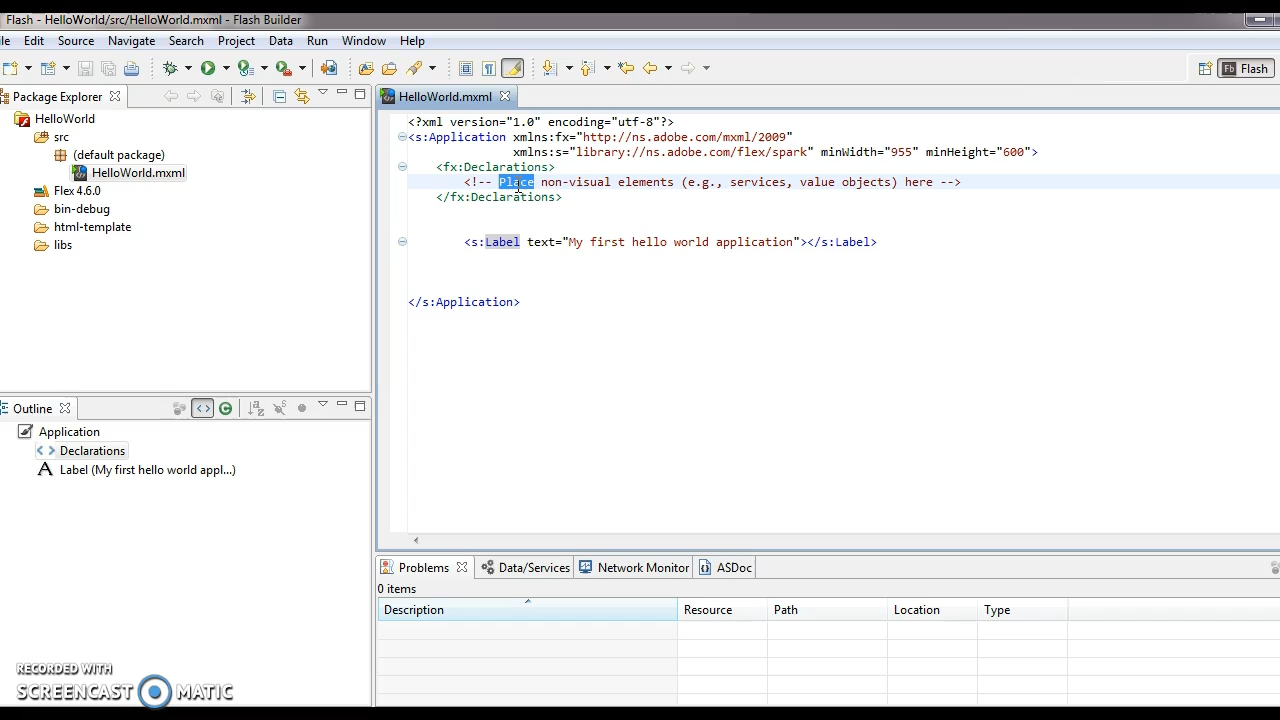 Flash - HelloWorld/src/HelloWorld.mxml - Flash Builder
le Edit Source Navigate Search Project Data Run Window Help
Fb Flash
Package Explorer
HelloWorld
src
(default package)
HelloWorld.mxml
Flex 4.6.0
bin-debug
html-template
libs
HelloWorld.mxml
<?xml version="1.0" encoding="utf-8"?>
<s:Application xmlns:fx="http://ns.adobe.com/mxml/2009"
xmlns:s="library://ns.adobe.com/flex/spark" minWidth="955" minHeight="600">
<fx:Declarations>
<!-- Place non-visual elements (e.g., services, value objects) here -->
</fx:Declarations>
<s:Label text="My first hello world application"></s:Label>
</s:Application>
Outline
Application
Declarations
A Label (My first hello world appl...)
Problems Data/Services Network Monitor ASDoc
0 items
Description Resource Path Location Type
RECORDED WITH
SCREENCAST MATIC